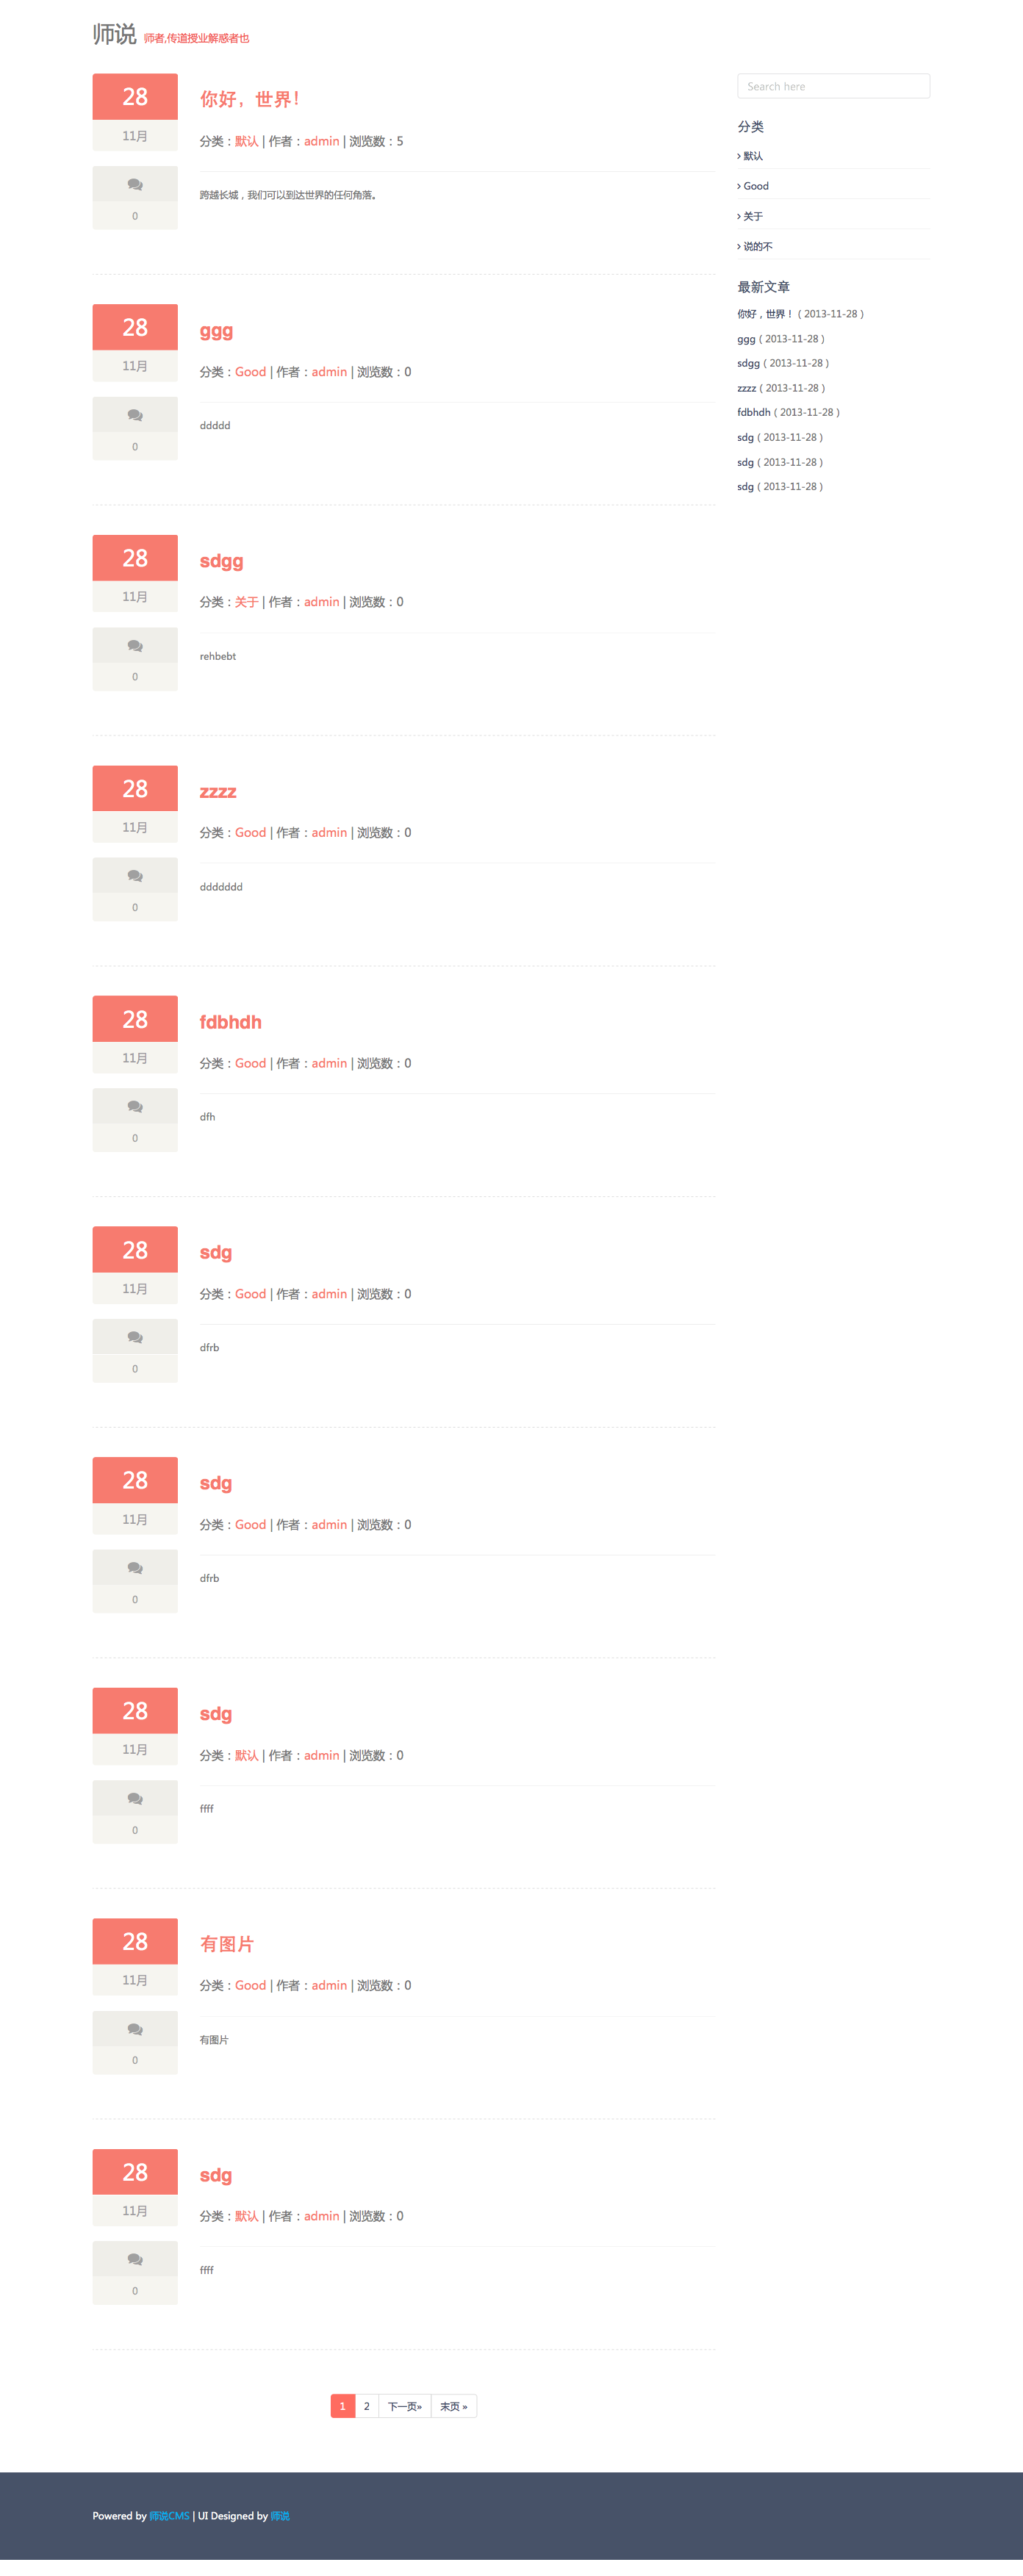 师说 师者,传道授业解惑者也
28
11月
0
你好，世界！
分类：默认 | 作者：admin | 浏览数：5
跨越长城，我们可以到达世界的任何角落。
28
11月
0
ggg
分类：Good | 作者：admin | 浏览数：0
ddddd
28
11月
0
sdgg
分类：关于 | 作者：admin | 浏览数：0
rehbebt
28
11月
0
zzzz
分类：Good | 作者：admin | 浏览数：0
ddddddd
28
11月
0
fdbhdh
分类：Good | 作者：admin | 浏览数：0
dfh
28
11月
0
sdg
分类：Good | 作者：admin | 浏览数：0
dfrb
28
11月
0
sdg
分类：Good | 作者：admin | 浏览数：0
dfrb
28
11月
0
sdg
分类：默认 | 作者：admin | 浏览数：0
ffff
28
11月
0
有图片
分类：Good | 作者：admin | 浏览数：0
有图片
28
11月
0
sdg
分类：默认 | 作者：admin | 浏览数：0
ffff
1 2 下一页» 末页 »
Search here
分类
› 默认
› Good
› 关于
› 说的不
最新文章
你好，世界！ ( 2013-11-28 )
ggg ( 2013-11-28 )
sdgg ( 2013-11-28 )
zzzz ( 2013-11-28 )
fdbhdh ( 2013-11-28 )
sdg ( 2013-11-28 )
sdg ( 2013-11-28 )
sdg ( 2013-11-28 )
Powered by 师说CMS | UI Designed by 师说